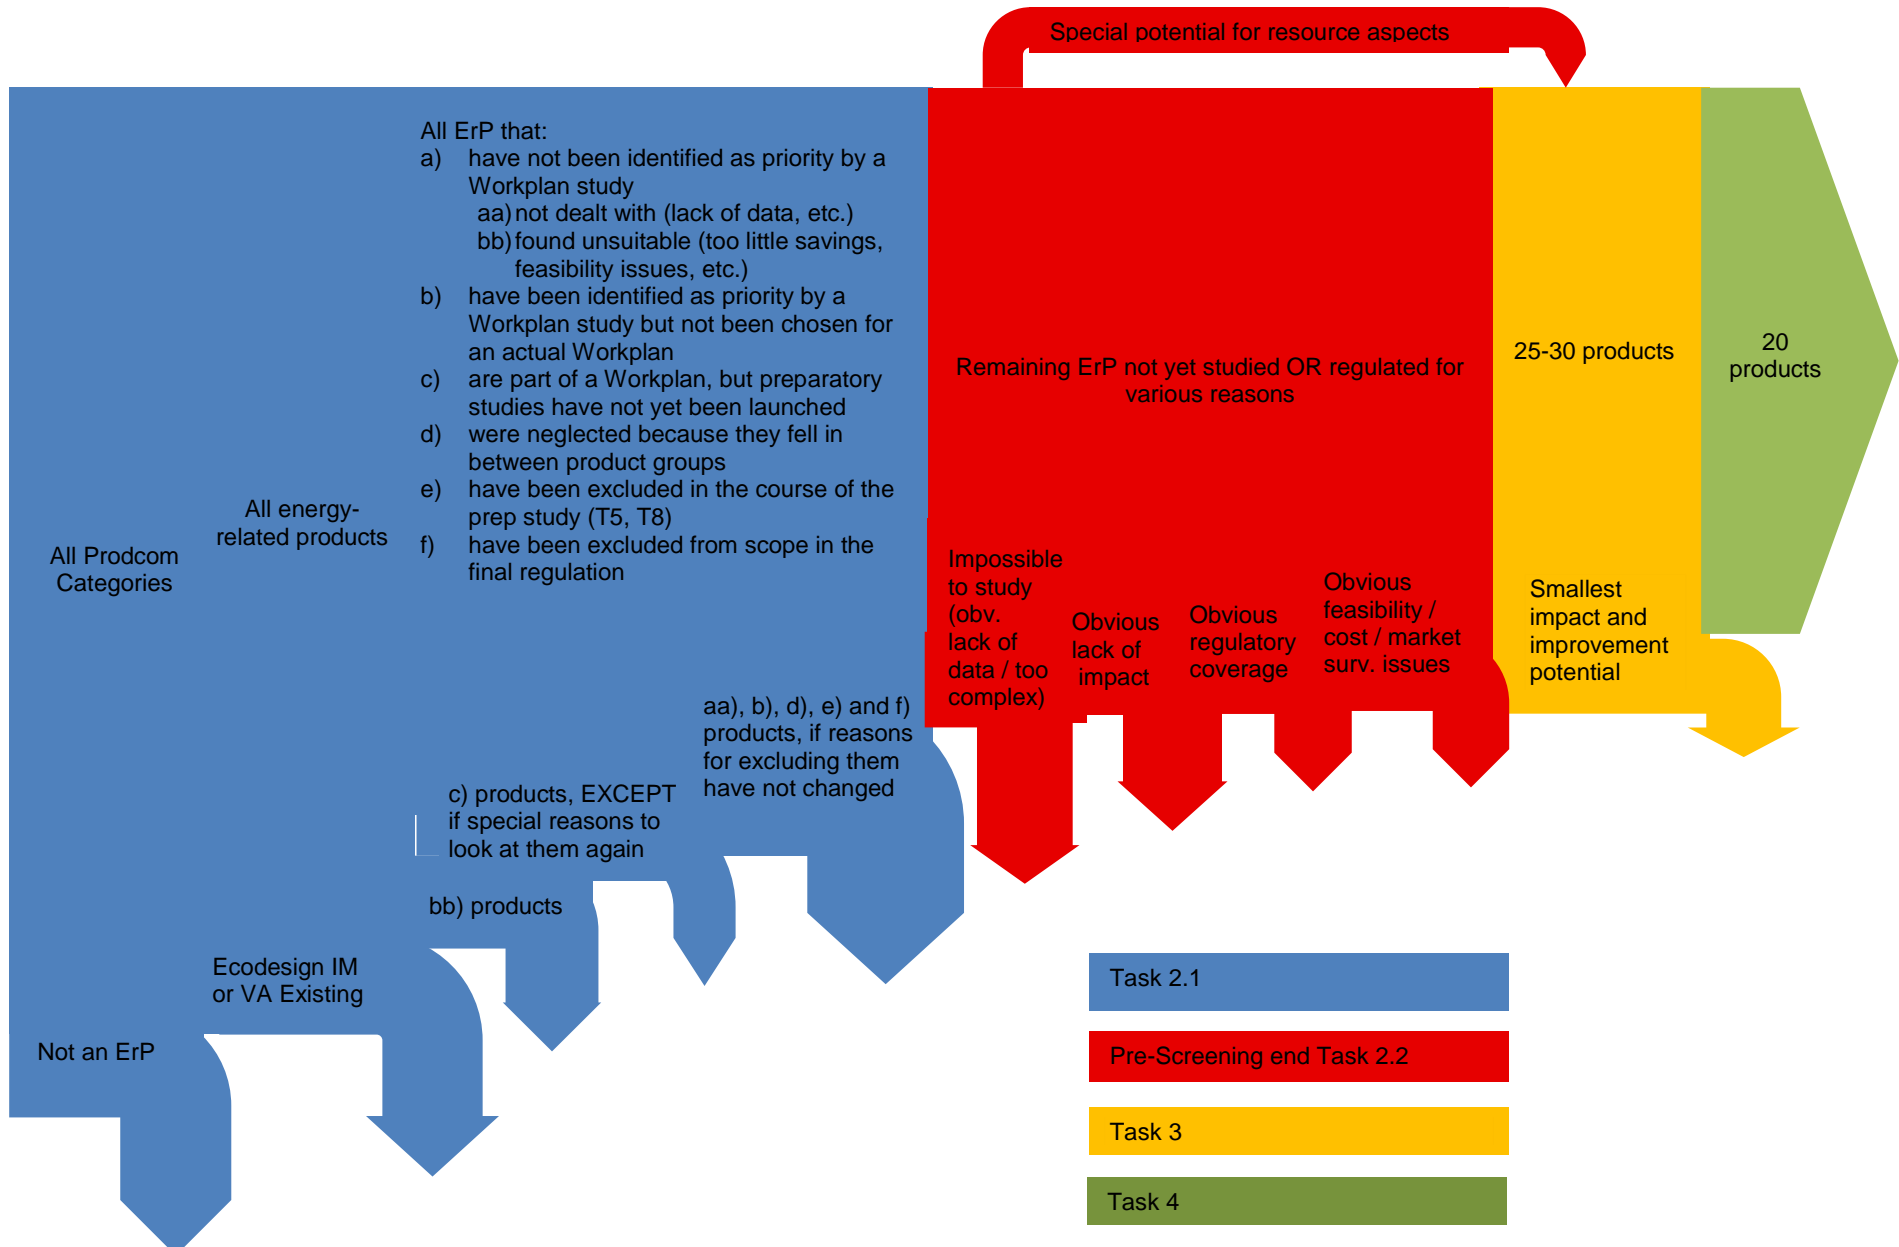 Special potential for resource aspects
All Prodcom
Categories
All energy-
related products
All ErP that:
a) have not been identified as priority by a
Workplan study
aa) not dealt with (lack of data, etc.)
bb) found unsuitable (too little savings,
feasibility issues, etc.)
b) have been identified as priority by a
Workplan study but not been chosen for
an actual Workplan
c) are part of a Workplan, but preparatory
studies have not yet been launched
d) were neglected because they fell in
between product groups
e) have been excluded in the course of the
prep study (T5, T8)
f) have been excluded from scope in the
final regulation
Remaining ErP not yet studied OR regulated for
various reasons
25-30 products
20
products
Impossible
to study
(obv.
lack of
data / too
complex)
Obvious
lack of
impact
Obvious
regulatory
coverage
Obvious
feasibility /
cost / market
surv. issues
Smallest
impact and
improvement
potential
aa), b), d), e) and f)
products, if reasons
for excluding them
have not changed
c) products, EXCEPT
if special reasons to
look at them again
bb) products
Ecodesign IM
or VA Existing
Not an ErP
Task 2.1
Pre-Screening end Task 2.2
Task 3
Task 4